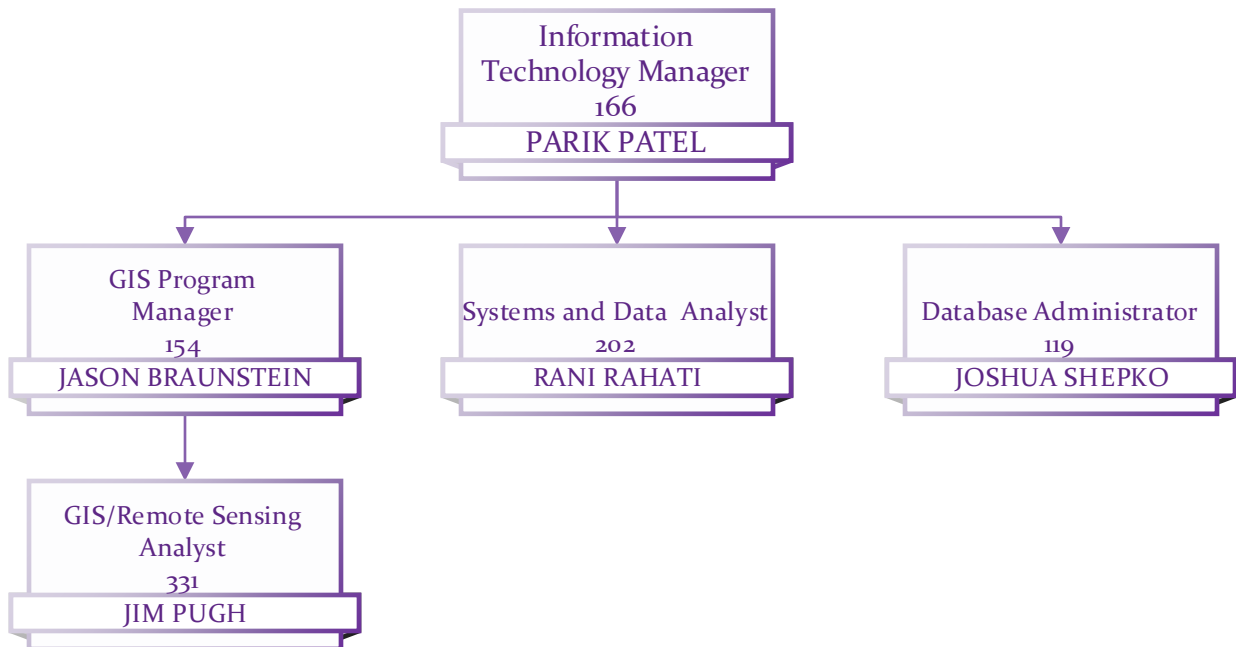 Information
Technology Manager
166
PARIK PATEL
GIS Program
Manager
154
JASON BRAUNSTEIN
Systems and Data  Analyst
202
RANI RAHATI
Database Administrator
119
JOSHUA SHEPKO
GIS/Remote Sensing
Analyst
331
JIM PUGH